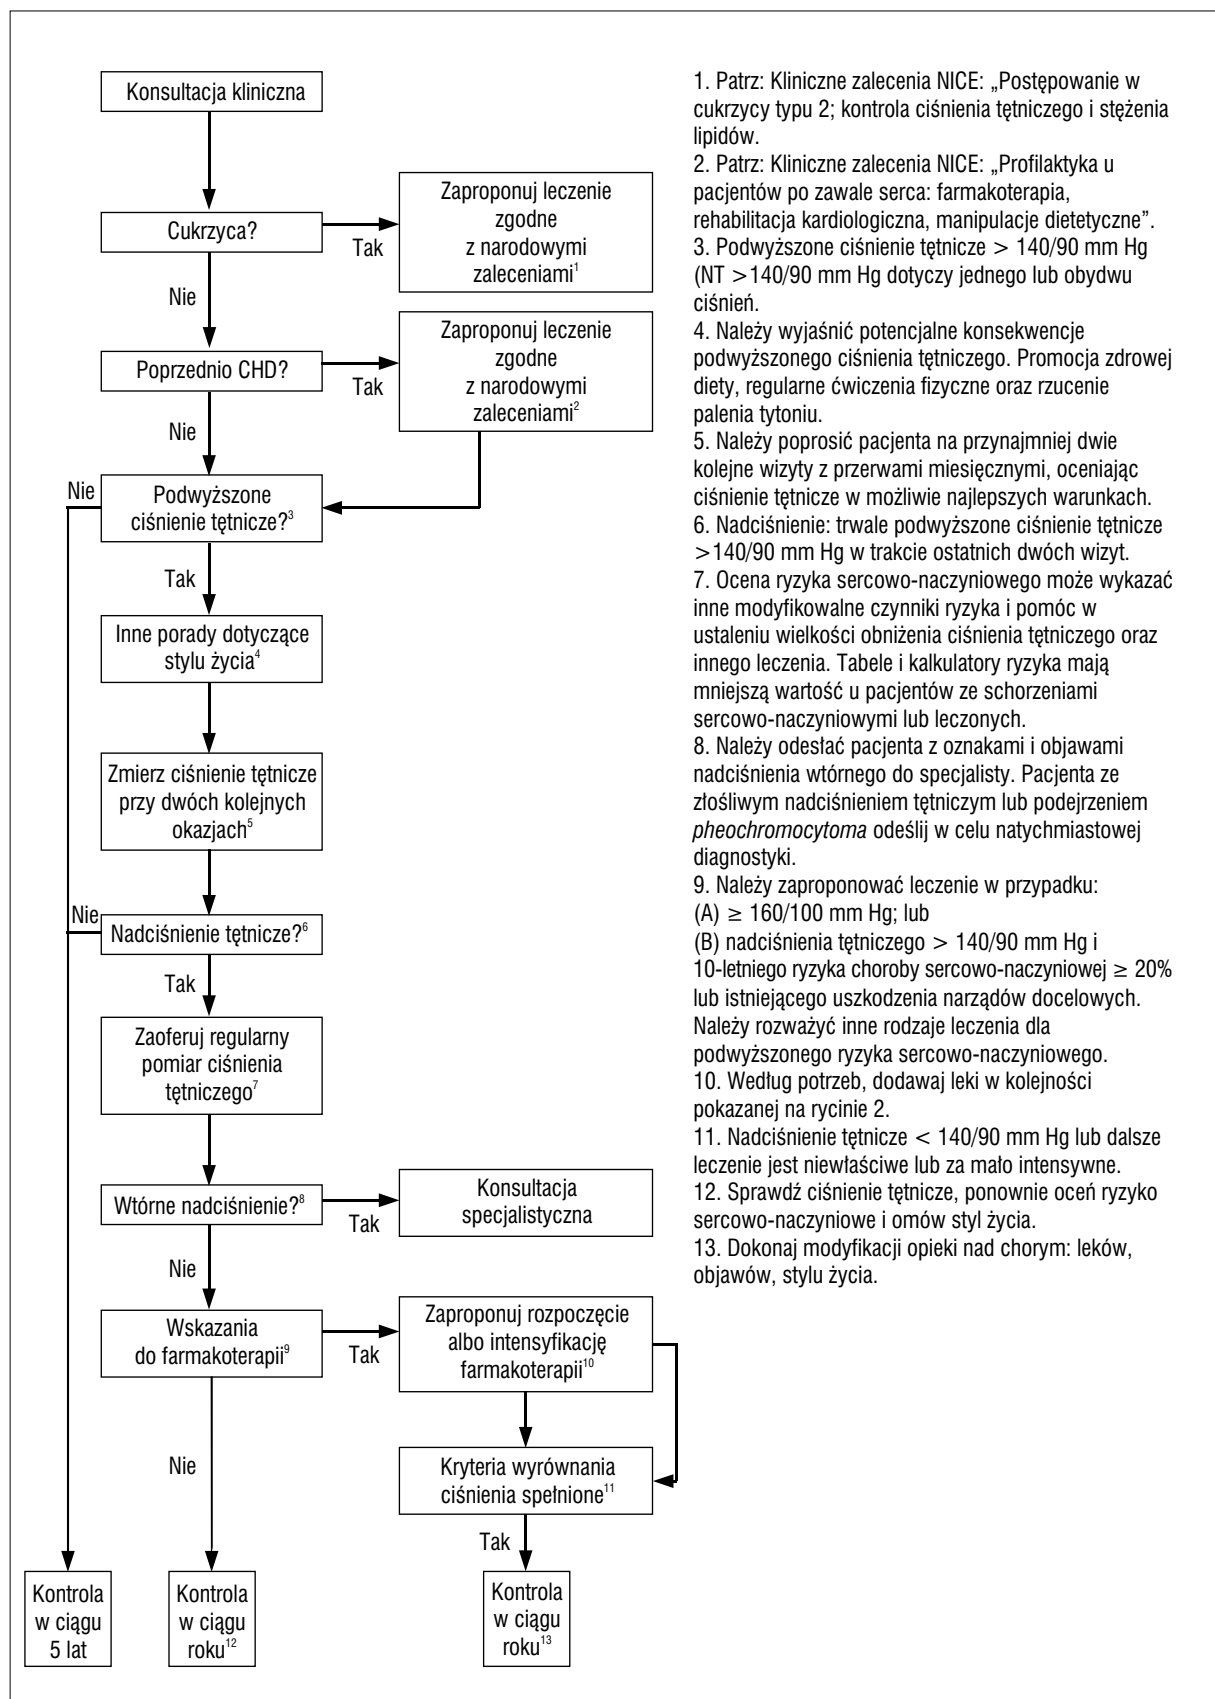 Konsultacja kliniczna
Cukrzyca?
Tak
Zaproponuj leczenie
zgodne
z narodowymi
zaleceniami1
Nie
Poprzednio CHD?
Tak
Zaproponuj leczenie
zgodne
z narodowymi
zaleceniami2
Nie
Nie
Podwyższone
ciśnienie tętnicze?3
Tak
Inne porady dotyczące
stylu życia4
Zmierz ciśnienie tętnicze
przy dwóch kolejnych
okazjach5
Nie
Nadciśnienie tętnicze?6
Tak
Zaoferuj regularny
pomiar ciśnienia
tętniczego7
Wtórne nadciśnienie?8
Tak
Konsultacja
specjalistyczna
Nie
Wskazania
do farmakoterapii9
Tak
Zaproponuj rozpoczęcie
albo intensyfikację
farmakoterapii10
Nie
Kryteria wyrównania
ciśnienia spełnione11
Tak
Kontrola
w ciągu
5 lat
Kontrola
w ciągu
roku12
Kontrola
w ciągu
roku13
1. Patrz: Kliniczne zalecenia NICE: „Postępowanie w
cukrzycy typu 2; kontrola ciśnienia tętniczego i stężenia
lipidów.
2. Patrz: Kliniczne zalecenia NICE: „Profilaktyka u
pacjentów po zawale serca: farmakoterapia,
rehabilitacja kardiologiczna, manipulacje dietetyczne”.
3. Podwyższone ciśnienie tętnicze > 140/90 mm Hg
(NT >140/90 mm Hg dotyczy jednego lub obydwu
ciśnień.
4. Należy wyjaśnić potencjalne konsekwencje
podwyższonego ciśnienia tętniczego. Promocja zdrowej
diety, regularne ćwiczenia fizyczne oraz rzucenie
palenia tytoniu.
5. Należy poprosić pacjenta na przynajmniej dwie
kolejne wizyty z przerwami miesięcznymi, oceniając
ciśnienie tętnicze w możliwie najlepszych warunkach.
6. Nadciśnienie: trwale podwyższone ciśnienie tętnicze
>140/90 mm Hg w trakcie ostatnich dwóch wizyt.
7. Ocena ryzyka sercowo-naczyniowego może wykazać
inne modyfikowalne czynniki ryzyka i pomóc w
ustaleniu wielkości obniżenia ciśnienia tętniczego oraz
innego leczenia. Tabele i kalkulatory ryzyka mają
mniejszą wartość u pacjentów ze schorzeniami
sercowo-naczyniowymi lub leczonych.
8. Należy odesłać pacjenta z oznakami i objawami
nadciśnienia wtórnego do specjalisty. Pacjenta ze
złośliwym nadciśnieniem tętniczym lub podejrzeniem
pheochromocytoma odeślij w celu natychmiastowej
diagnostyki.
9. Należy zaproponować leczenie w przypadku:
(A) ≥ 160/100 mm Hg; lub
(B) nadciśnienia tętniczego > 140/90 mm Hg i
10-letniego ryzyka choroby sercowo-naczyniowej ≥ 20%
lub istniejącego uszkodzenia narządów docelowych.
Należy rozważyć inne rodzaje leczenia dla
podwyższonego ryzyka sercowo-naczyniowego.
10. Według potrzeb, dodawaj leki w kolejności
pokazanej na rycinie 2.
11. Nadciśnienie tętnicze < 140/90 mm Hg lub dalsze
leczenie jest niewłaściwe lub za mało intensywne.
12. Sprawdź ciśnienie tętnicze, ponownie oceń ryzyko
sercowo-naczyniowe i omów styl życia.
13. Dokonaj modyfikacji opieki nad chorym: leków,
objawów, stylu życia.